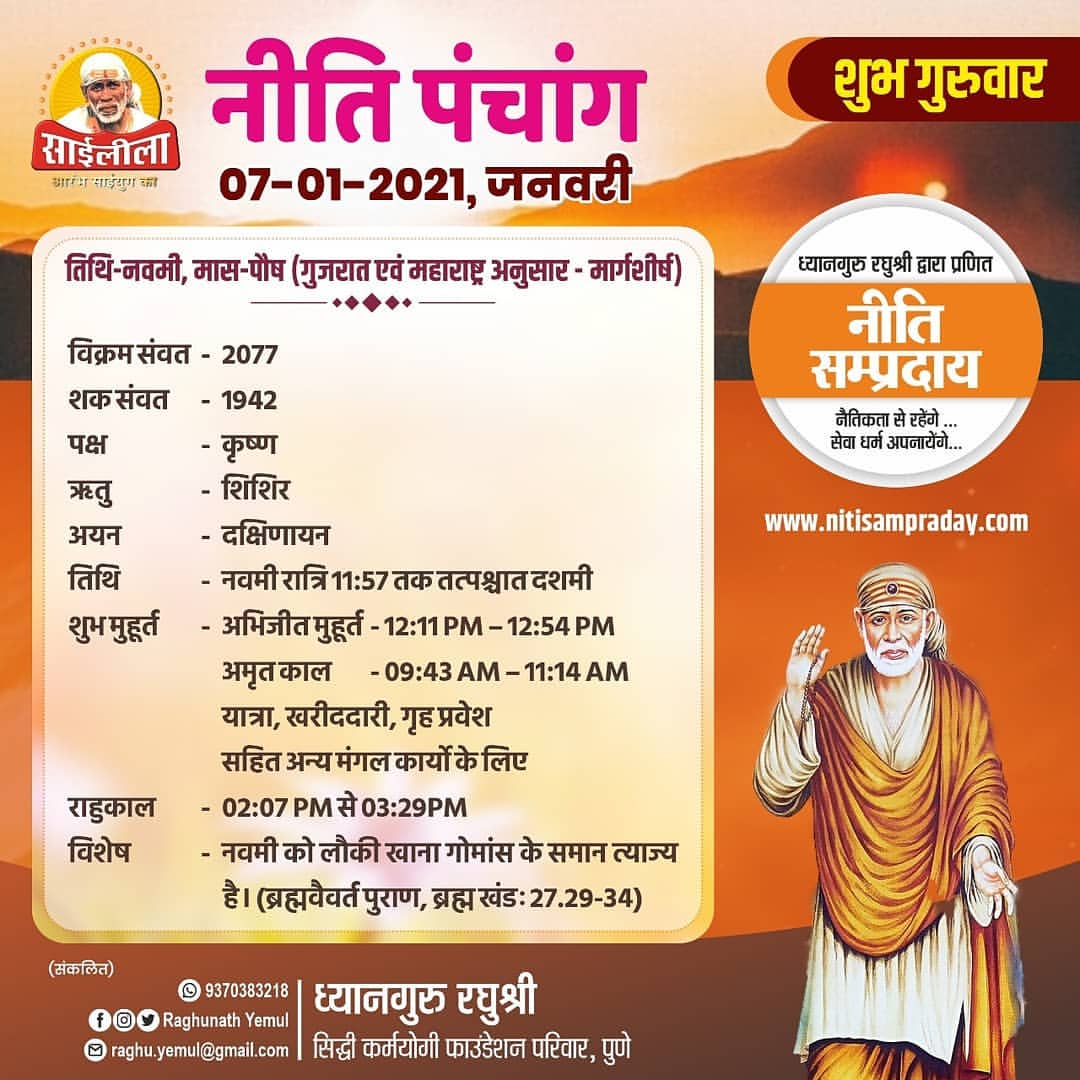 साईलीला
आरंभ साईयुग का
नीति पंचांग
07-01-2021, जनवरी
शुभ गुरुवार
तिथि-नवमी, मास-पौष (गुजरात एवं महाराष्ट्र अनुसार - मार्गशीर्ष)
विक्रम संवत - 2077
शक संवत - 1942
पक्ष - कृष्ण
ऋतु - शिशिर
अयन - दक्षिणायन
तिथि - नवमी रात्रि 11:57 तक तत्पश्चात दशमी
शुभ मुहूर्त - अभिजीत मुहूर्त - 12:11 PM – 12:54 PM
अमृत काल - 09:43 AM – 11:14 AM
यात्रा, खरीददारी, गृह प्रवेश
सहित अन्य मंगल कार्यो के लिए
राहुकाल - 02:07 PM से 03:29PM
विशेष - नवमी को लौकी खाना गोमांस के समान त्याज्य
है। (ब्रह्मवैवर्त पुराण, ब्रह्म खंडः 27.29-34)
ध्यानगुरु रघुश्री द्वारा प्रणित
नीति
सम्प्रदाय
नैतिकता से रहेंगे ...
सेवा धर्म अपनायेंगे...
www.nitisampraday.com
(संकलित)
9370383218
Raghunath Yemul
raghu.yemul@gmail.com
ध्यानगुरु रघुश्री
सिद्धी कर्मयोगी फाउंडेशन परिवार, पुणे